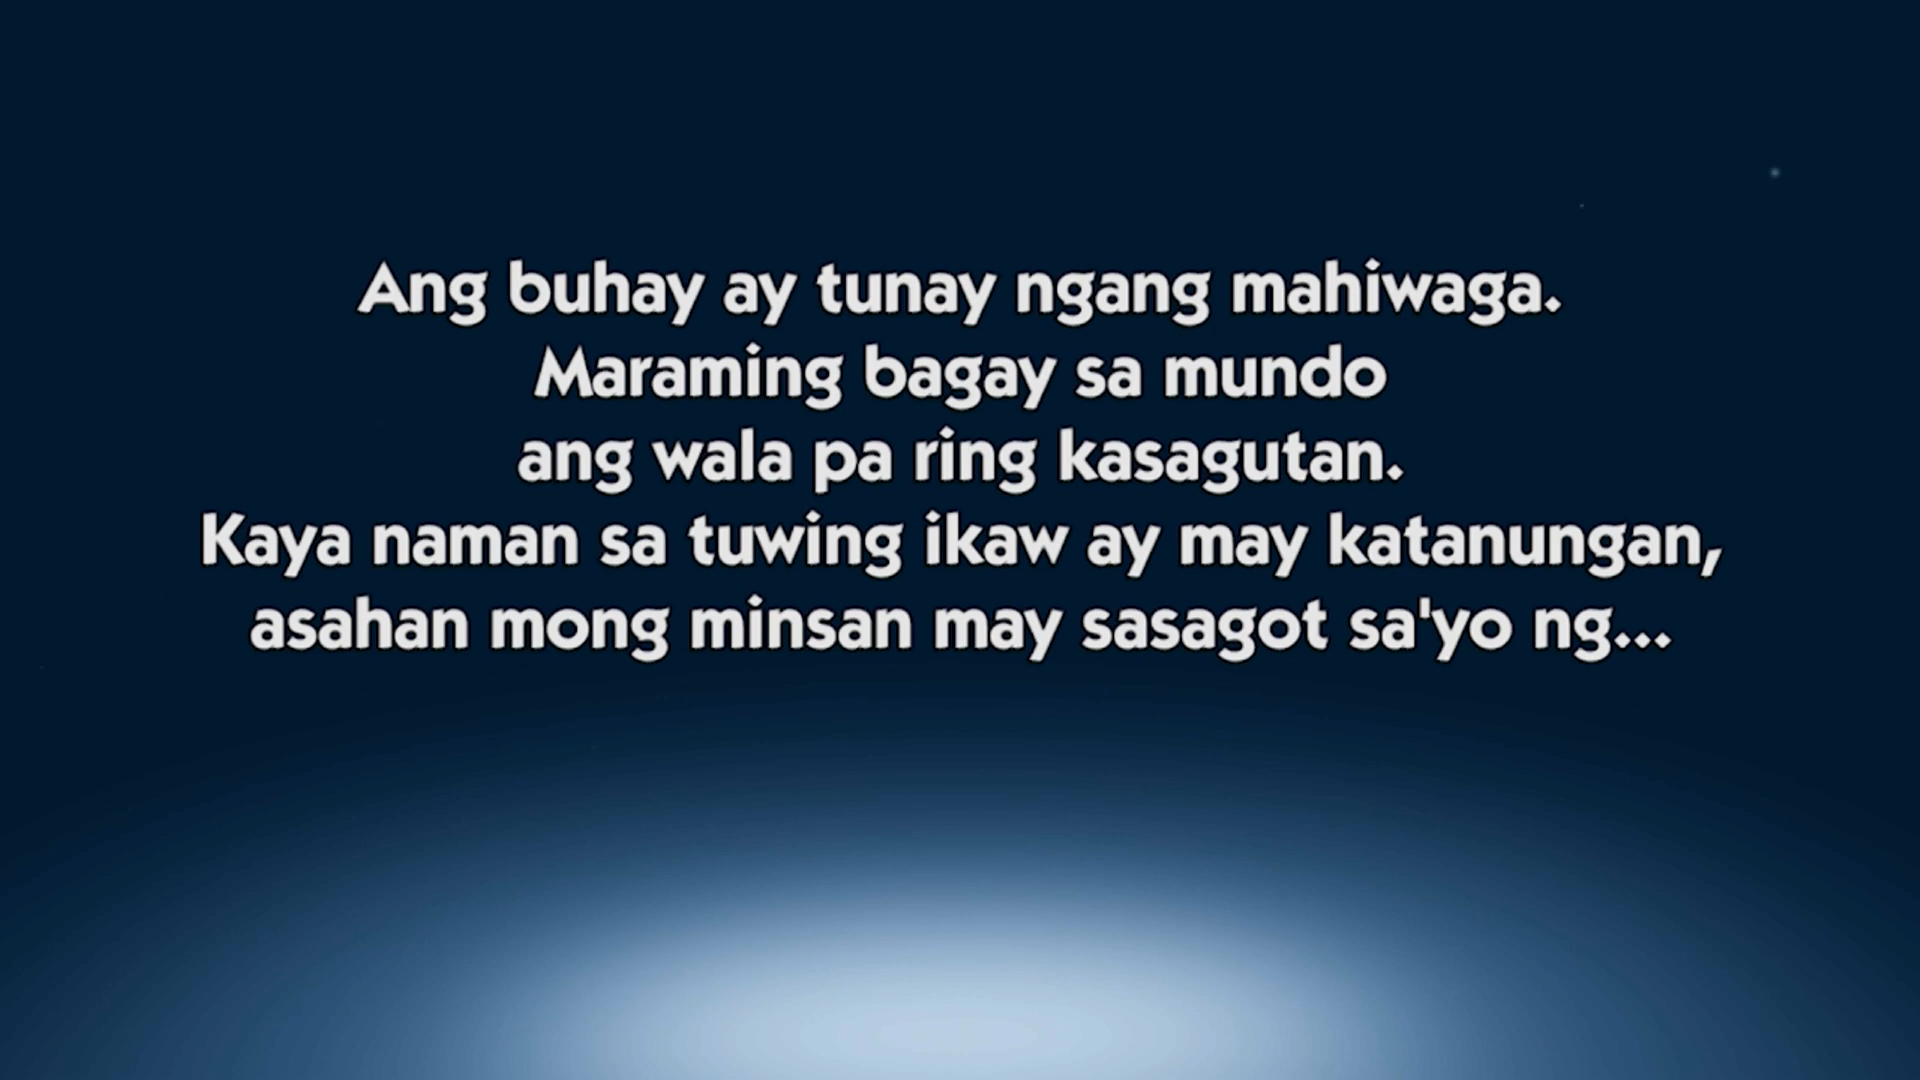 Ang buhay ay tunay ngang mahiwaga.
Maraming bagay sa mundo
ang wala pa ring kasagutan.
Kaya naman sa tuwing ikaw ay may katanungan,
asahan mong minsan may sasagot sa'yo ng...